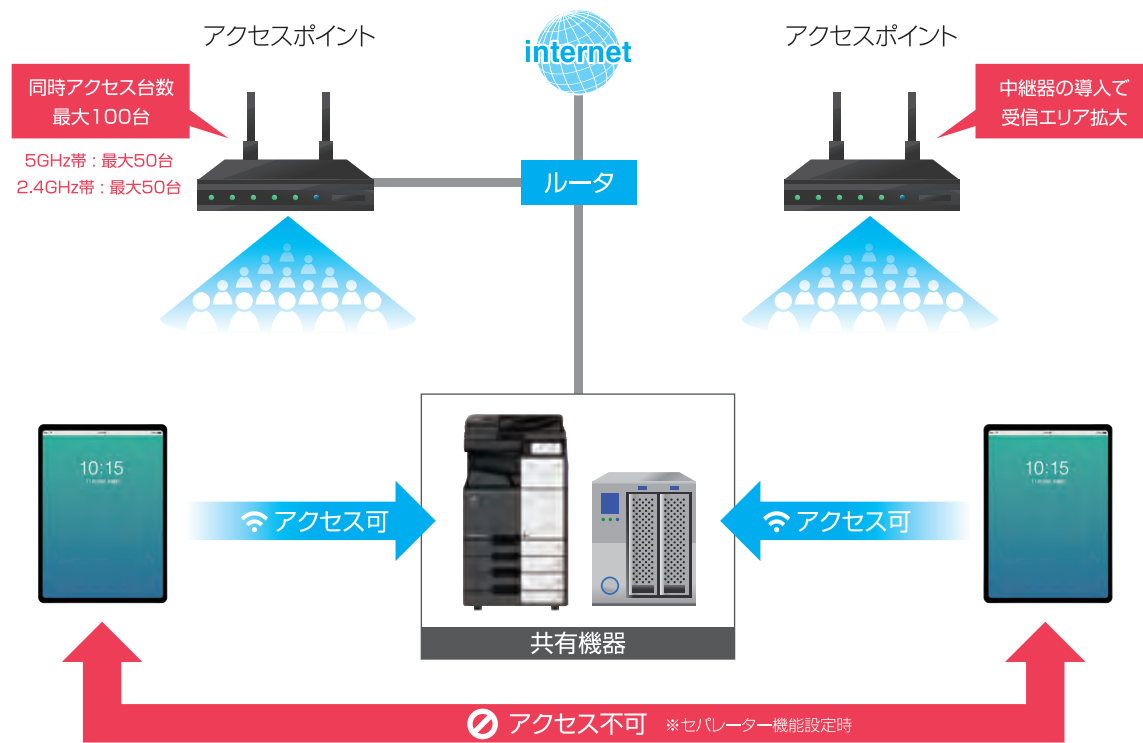 アクセスポイント
internet
アクセスポイント
同時アクセス台数
最大100台
5GHz帯：最大50台
2.4GHz帯：最大50台
中継器の導入で
受信エリア拡大
ルータ
10:15
アクセス可
アクセス可
10:15
共有機器
アクセス不可 ※セパレーター機能設定時